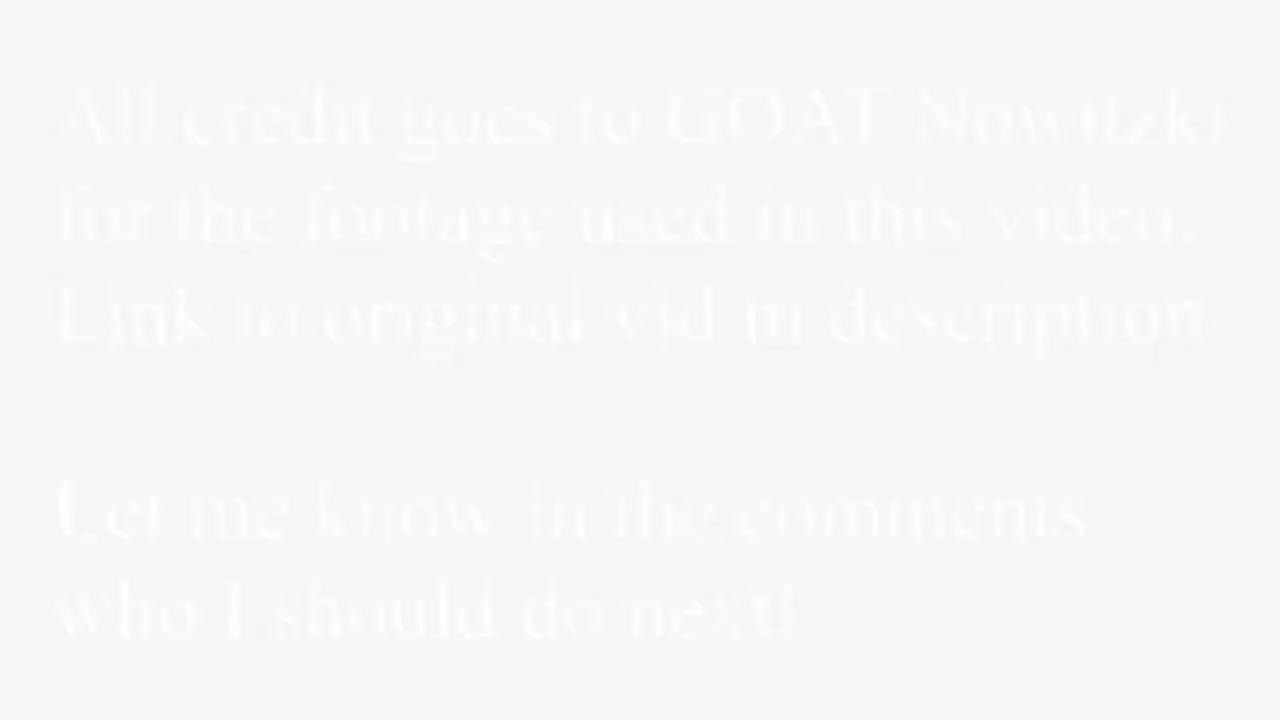 All credit goes to GOAT Nowitzki
for the footage used in this video.
Link to original vid in description.
Let me know in the comments
who I should do next!